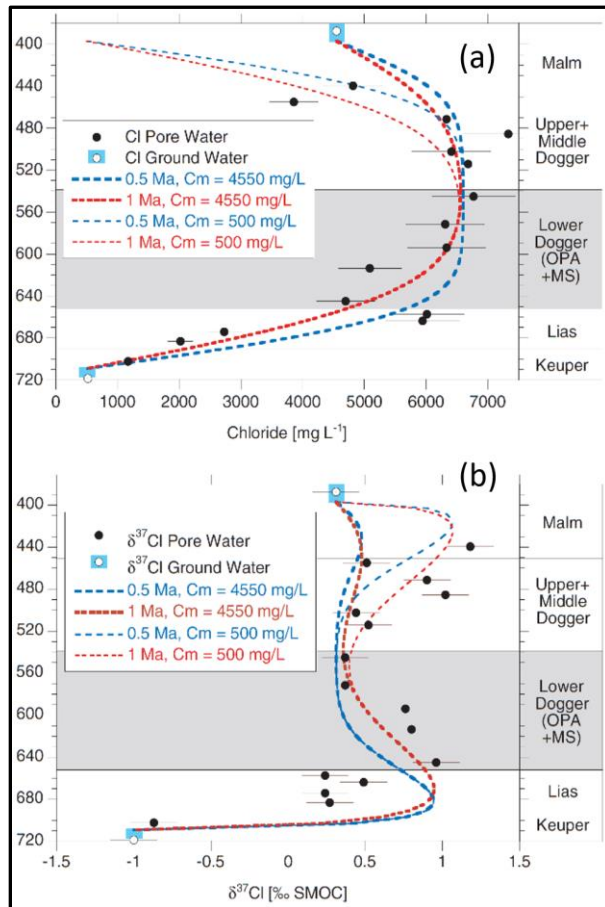 (a)
400
440
480
520
560
600
640
680
720
Malm
Upper+
Middle
Dogger
Lower
Dogger
(OPA
+MS)
Lias
Keuper
Cl Pore Water
Cl Ground Water
0.5 Ma, Cm = 4550 mg/L
1 Ma, Cm = 4550 mg/L
0.5 Ma, Cm = 500 mg/L
1 Ma, Cm = 500 mg/L
0 1000 2000 3000 4000 5000 6000 7000
Chloride [mg L⁻¹]
(b)
400
440
480
520
560
600
640
680
720
Malm
Upper+
Middle
Dogger
Lower
Dogger
(OPA
+MS)
Lias
Keuper
δ³⁷Cl Pore Water
δ³⁷Cl Ground Water
0.5 Ma, Cm = 4550 mg/L
1 Ma, Cm = 4550 mg/L
0.5 Ma, Cm = 500 mg/L
1 Ma, Cm = 500 mg/L
-1.5 -1 -0.5 0 0.5 1 1.5
δ³⁷Cl [‰ SMOC]